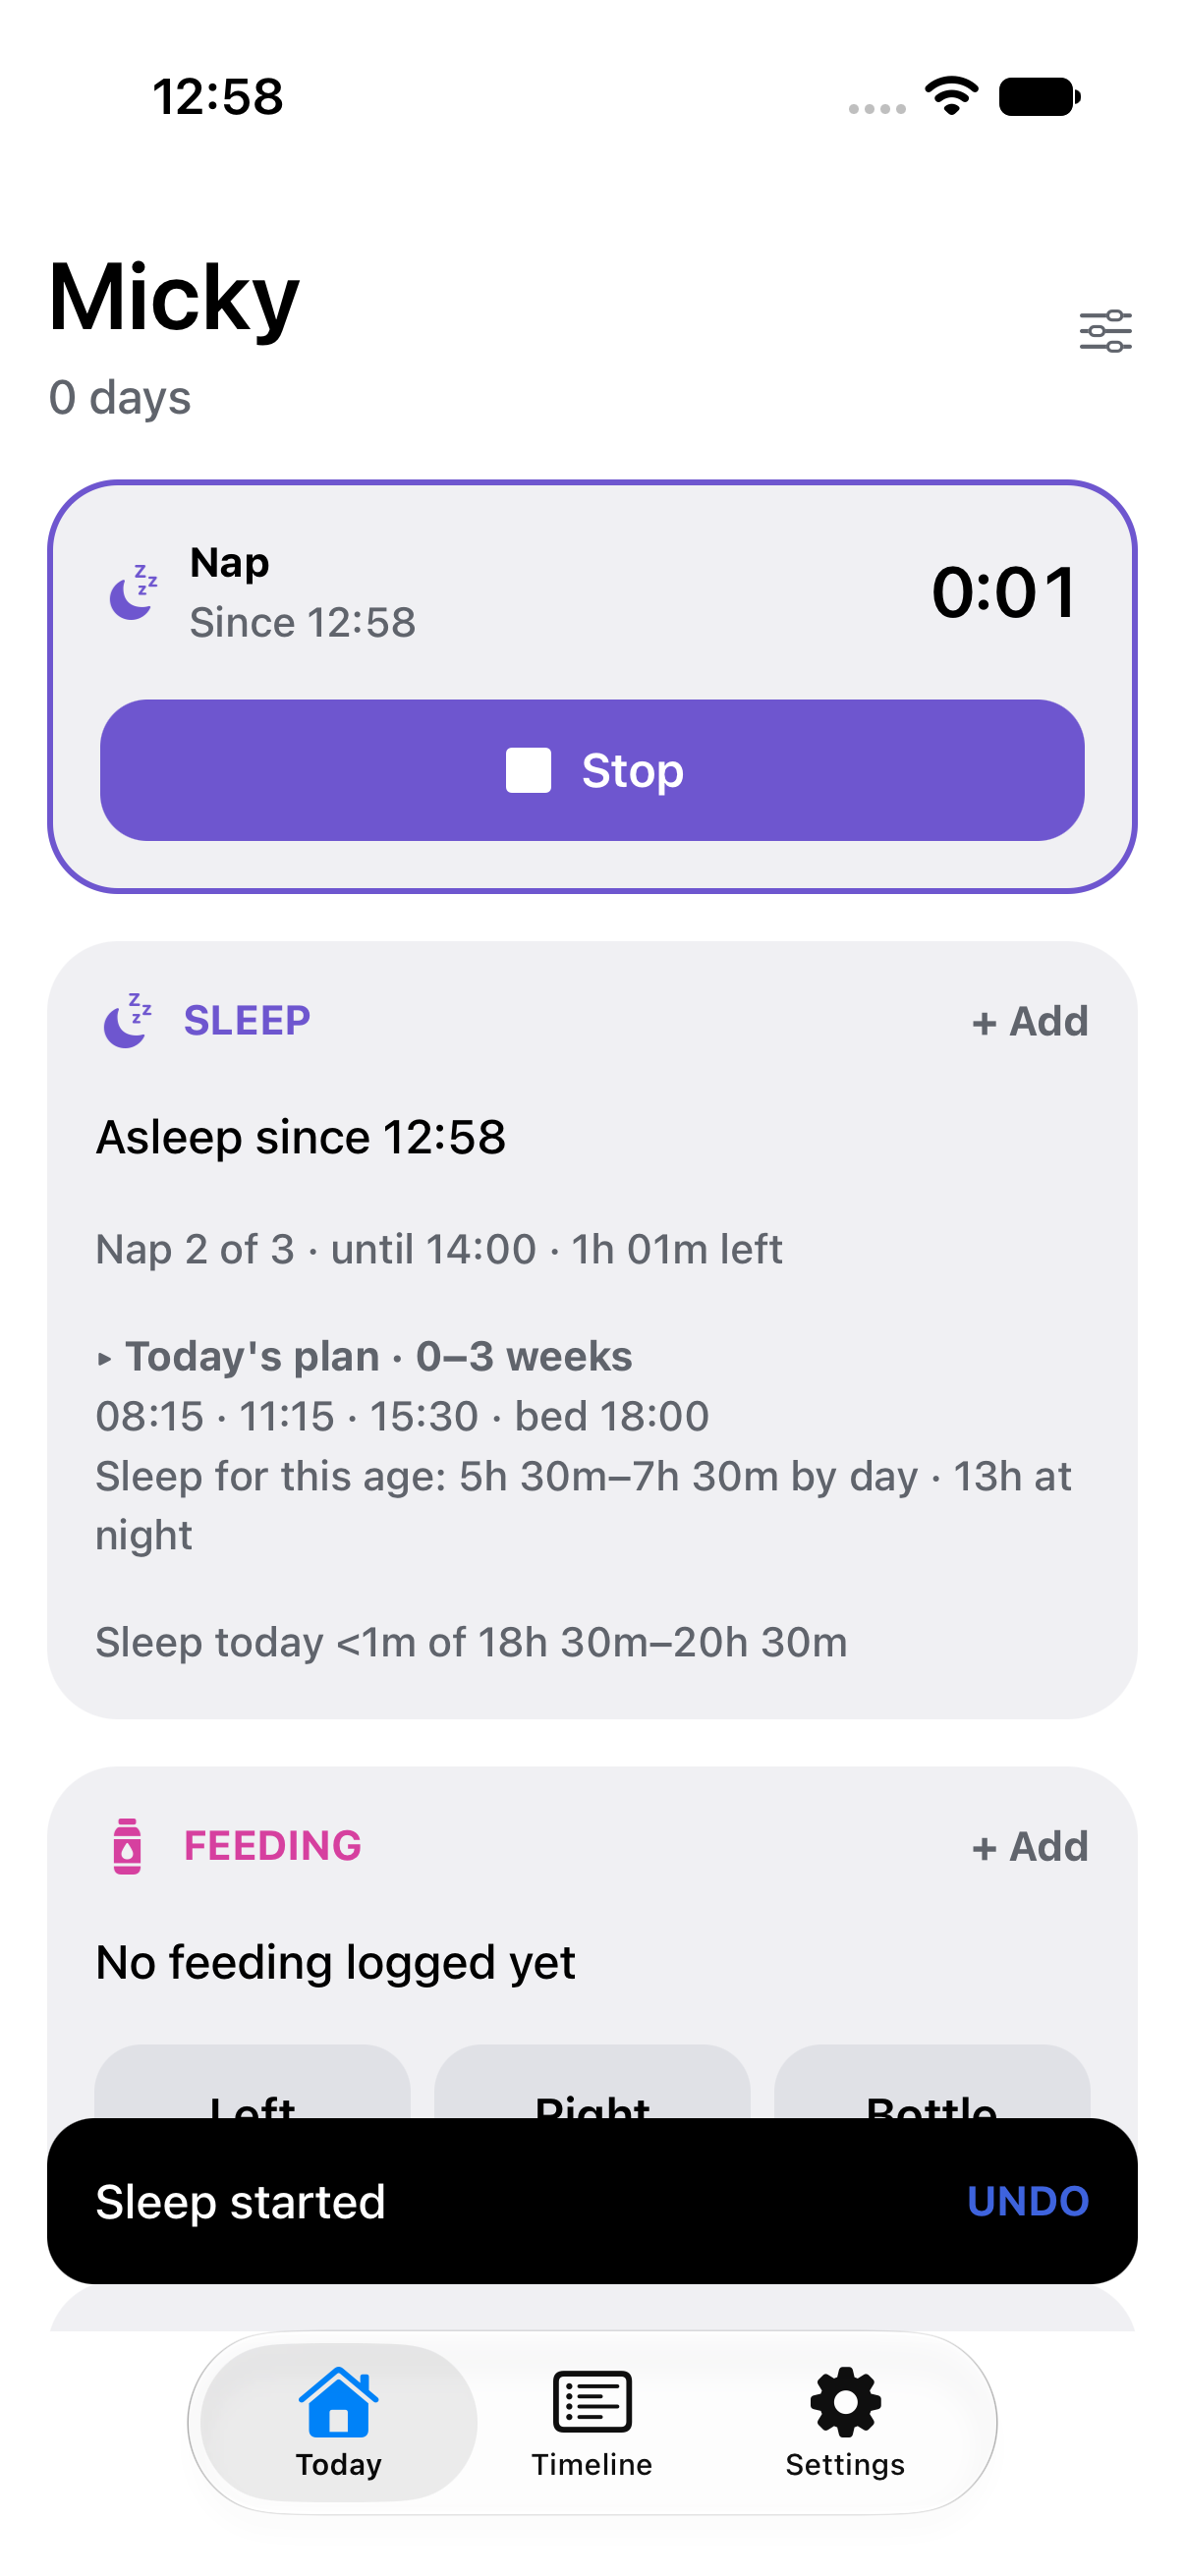 12:58
Micky
0 days
Nap
Since 12:58
0:01
Stop
SLEEP
+ Add
Asleep since 12:58
Nap 2 of 3 · until 14:00 · 1h 01m left
▸ Today's plan · 0–3 weeks
08:15 · 11:15 · 15:30 · bed 18:00
Sleep for this age: 5h 30m–7h 30m by day · 13h at
night
Sleep today <1m of 18h 30m–20h 30m
FEEDING
+ Add
No feeding logged yet
Left Right Bottle
Sleep started
UNDO
Today
Timeline
Settings